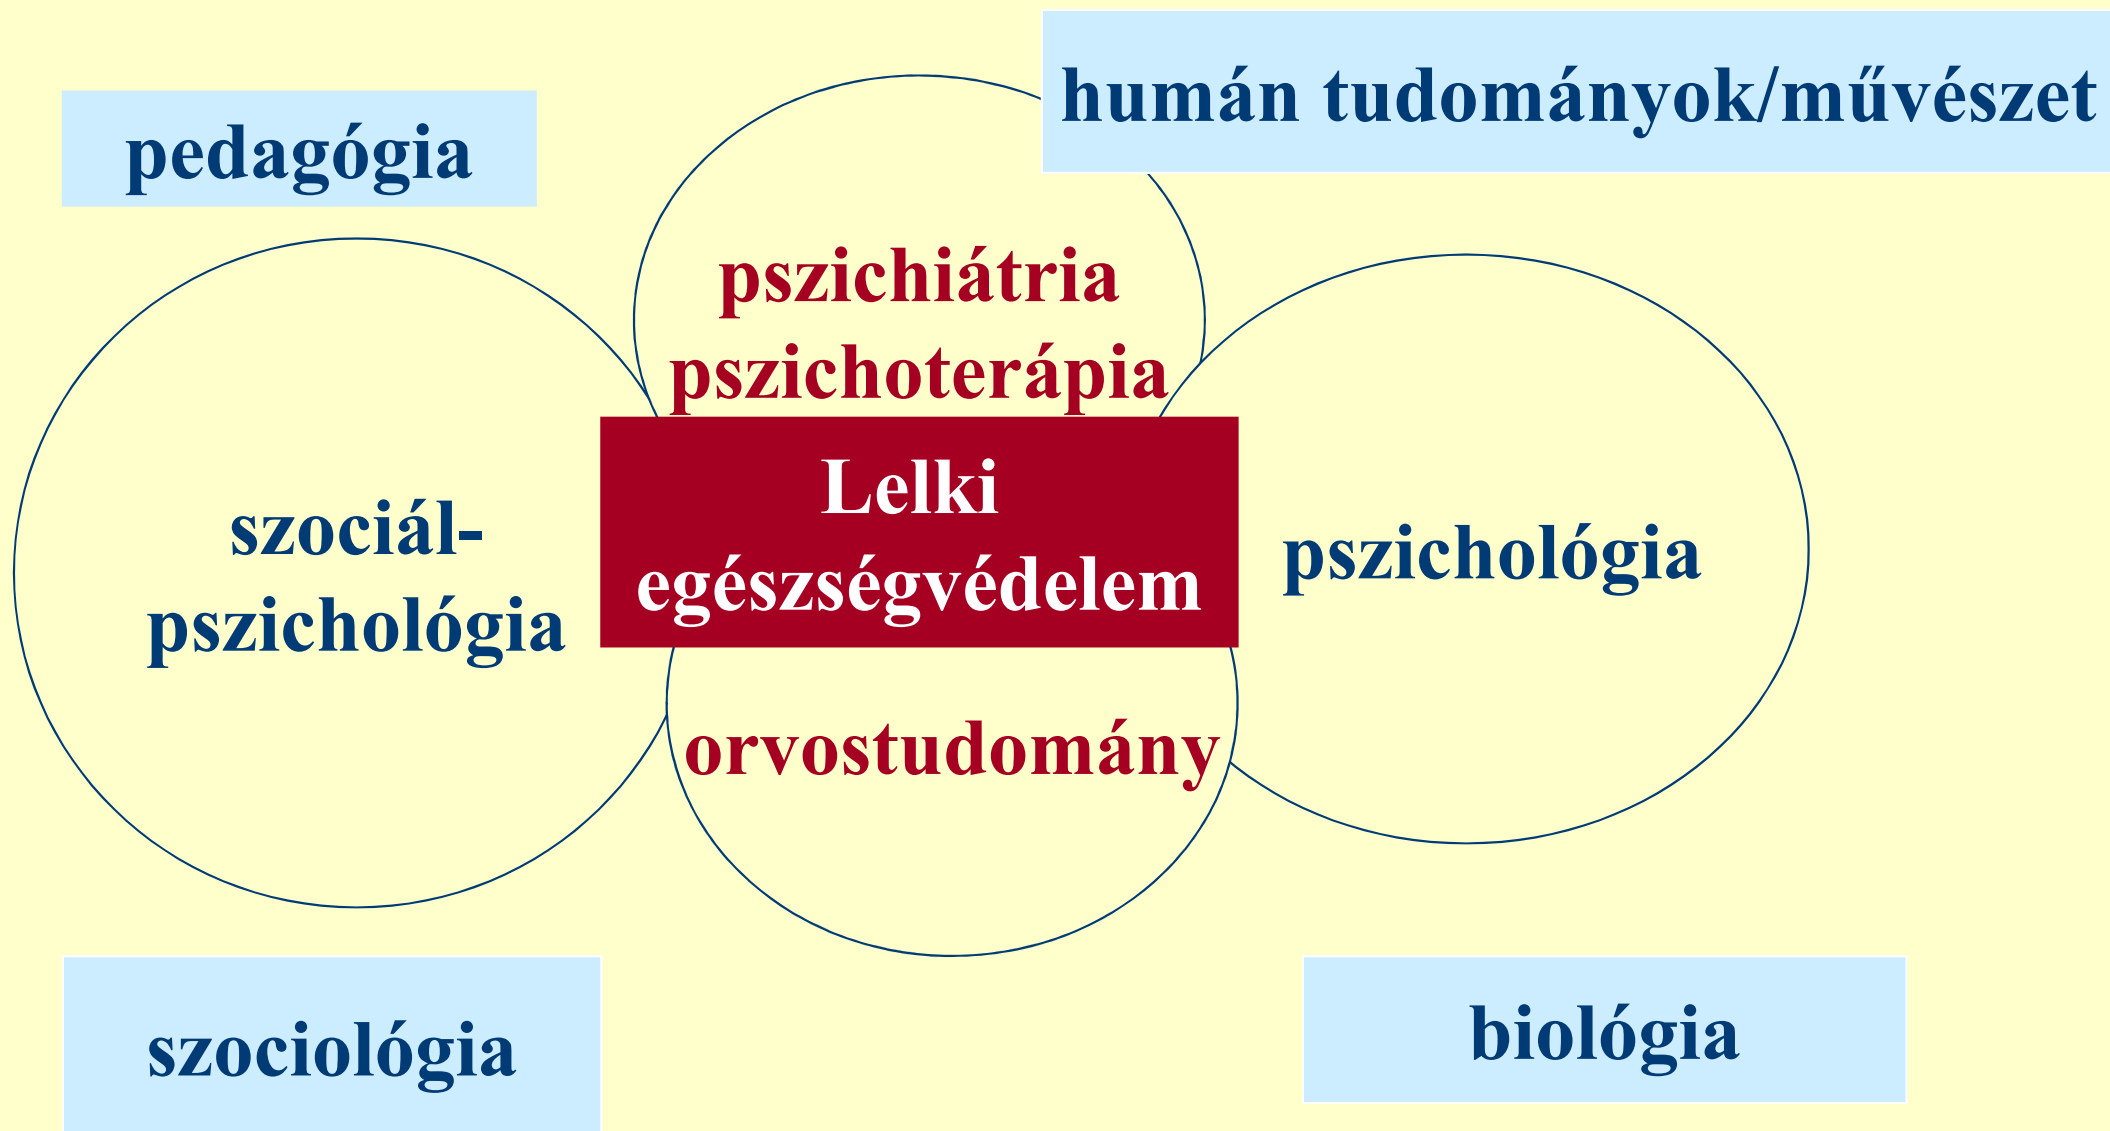 humán tudományok/művészet
pedagógia
pszichiátria
pszichoterápia
Lelki
egészségvédelem
szociál-
pszichológia
pszichológia
orvostudomány
szociológia
biológia